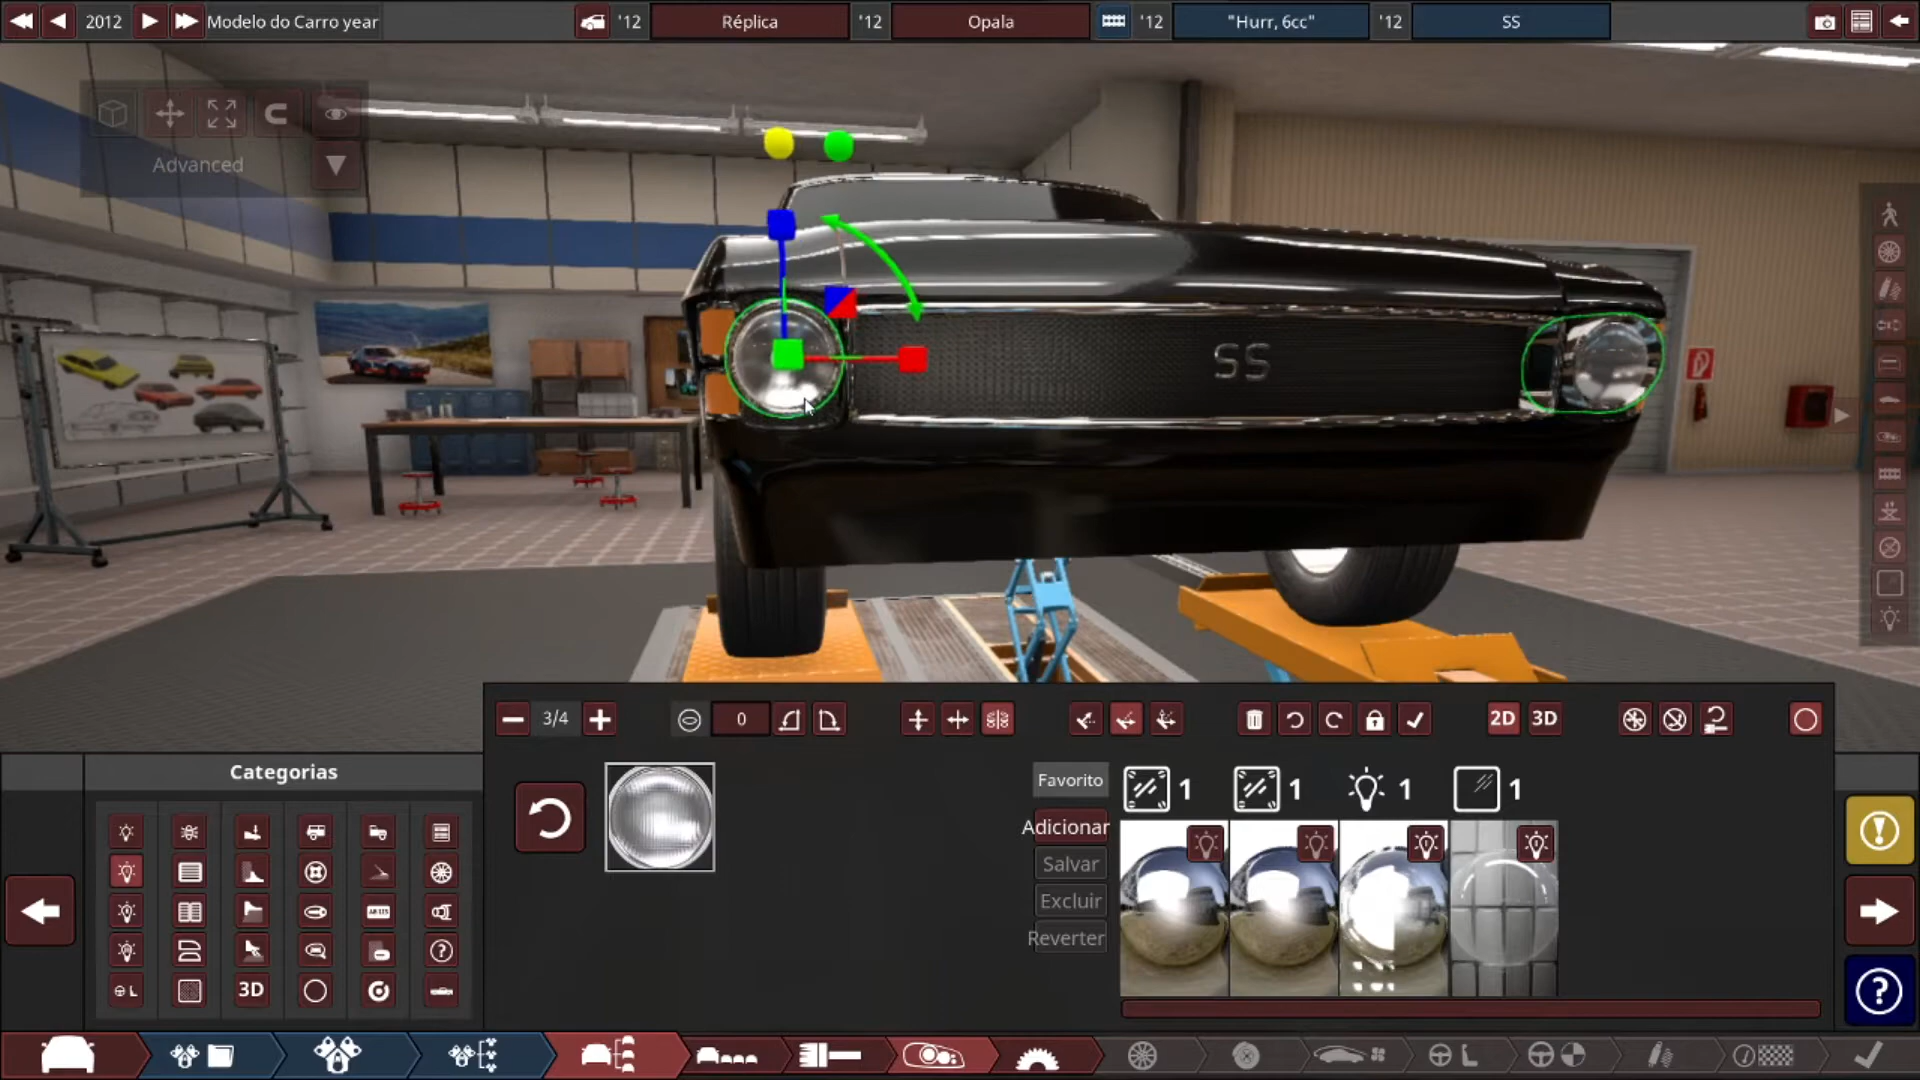 2012 Modelo do Carro year '12 Réplica '12 Opala '12 "Hurr, 6cc" '12 SS
Advanced
SS
3/4 0 2D 3D
Categorias
Favorito 1 1 1 1
Adicionar
Salvar
Excluir
Reverter
3D
L
?
?